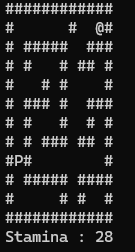 #############
#      #  @#
# #####  ###
# #   # ## #
#   # #    #
# ### #  ###
# #   #  # #
# # ### ## #
#P#        #
# ##### ####
#     # #  #
############
Stamina : 28